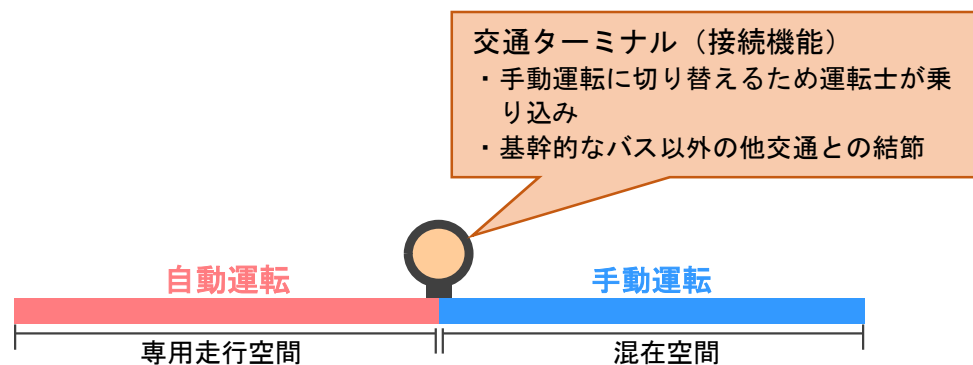 交通ターミナル（接続機能）
・手動運転に切り替えるため運転士が乗
り込み
・基幹的なバス以外の他交通との結節
自動運転
手動運転
専用走行空間
混在空間